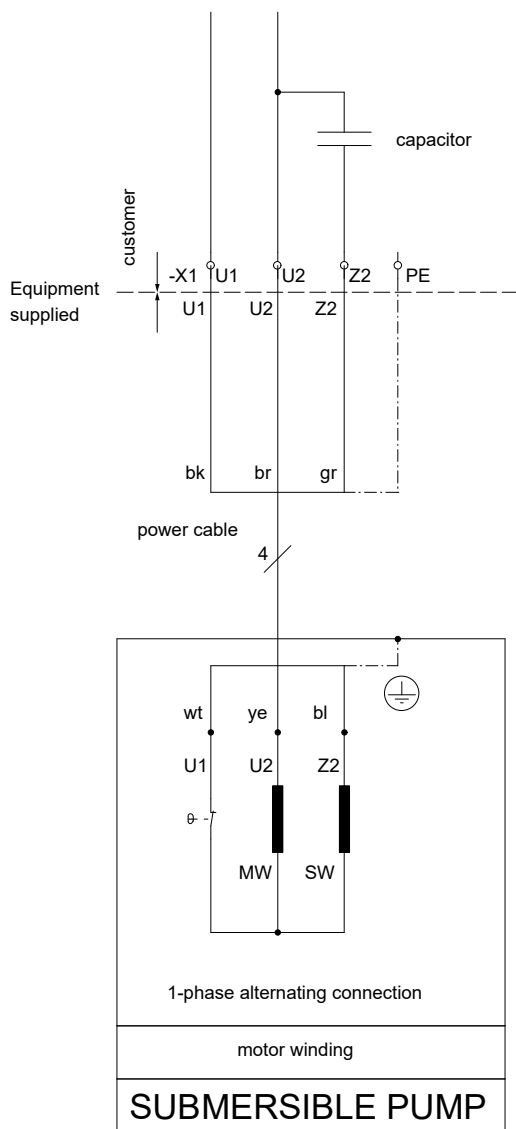 capacitor
customer
-X1 U1 U2 Z2 PE
Equipment
supplied
U1 U2 Z2
bk br gr
power cable
4
wt ye bl
U1 U2 Z2
θ
MW SW
1-phase alternating connection
motor winding
SUBMERSIBLE PUMP